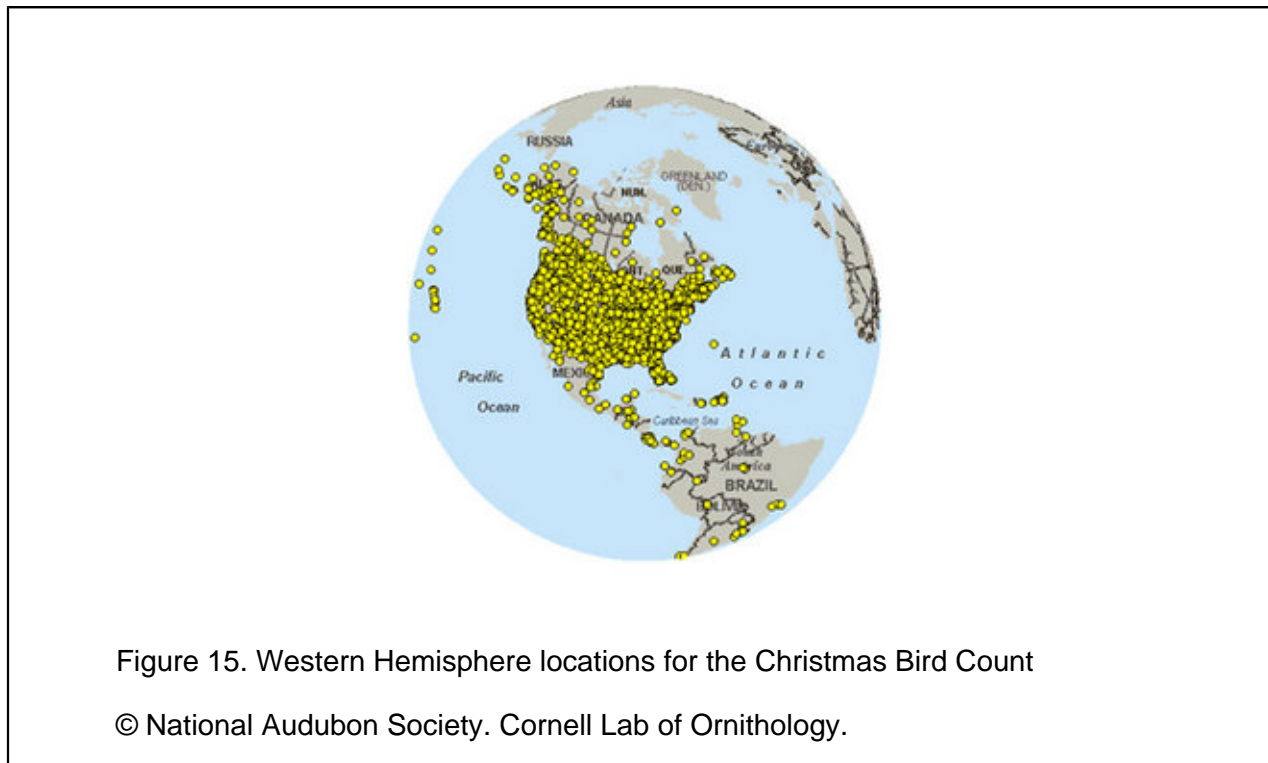 Asia
RUSSIA
Europ
GREENLAND
(DEN.)
NUN.
CANADA
QUE.
Atlantic
Ocean
Pacific
Ocean
Caribbean Sea
South
America
BRAZIL
Figure 15. Western Hemisphere locations for the Christmas Bird Count
© National Audubon Society. Cornell Lab of Ornithology.